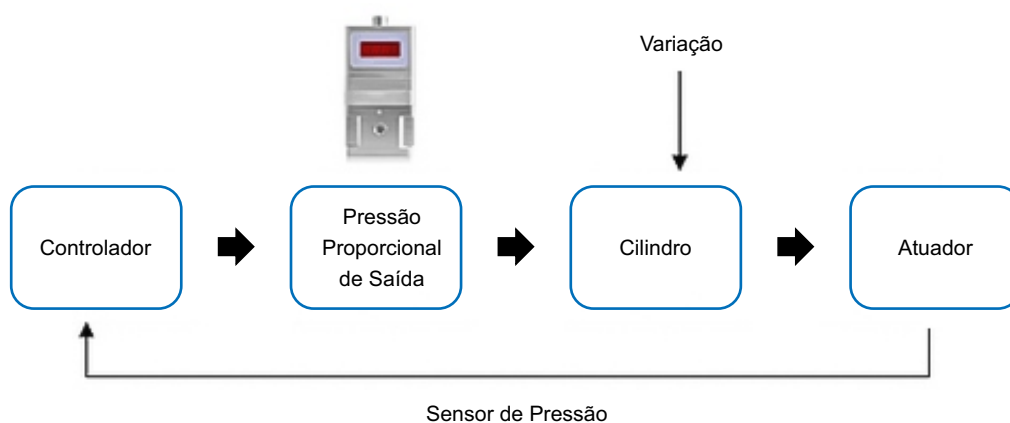 Variação
Controlador
Pressão
Proporcional
de Saída
Cilindro
Atuador
Sensor de Pressão